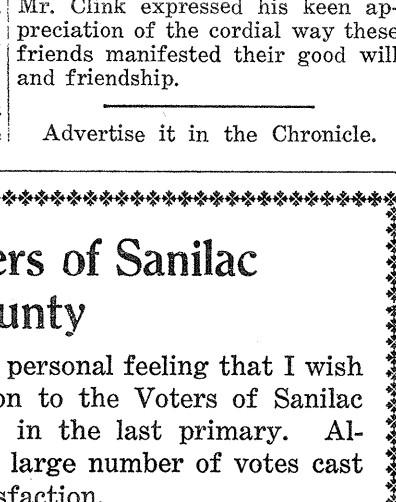 Mr. Clink expressed his keen ap-
preciation of the cordial way these
friends manifested their good will
and friendship.
Advertise it in the Chronicle.
ers of Sanilac
unty
personal feeling that I wish
on to the Voters of Sanilac
in the last primary. Al-
large number of votes cast
sfaction.